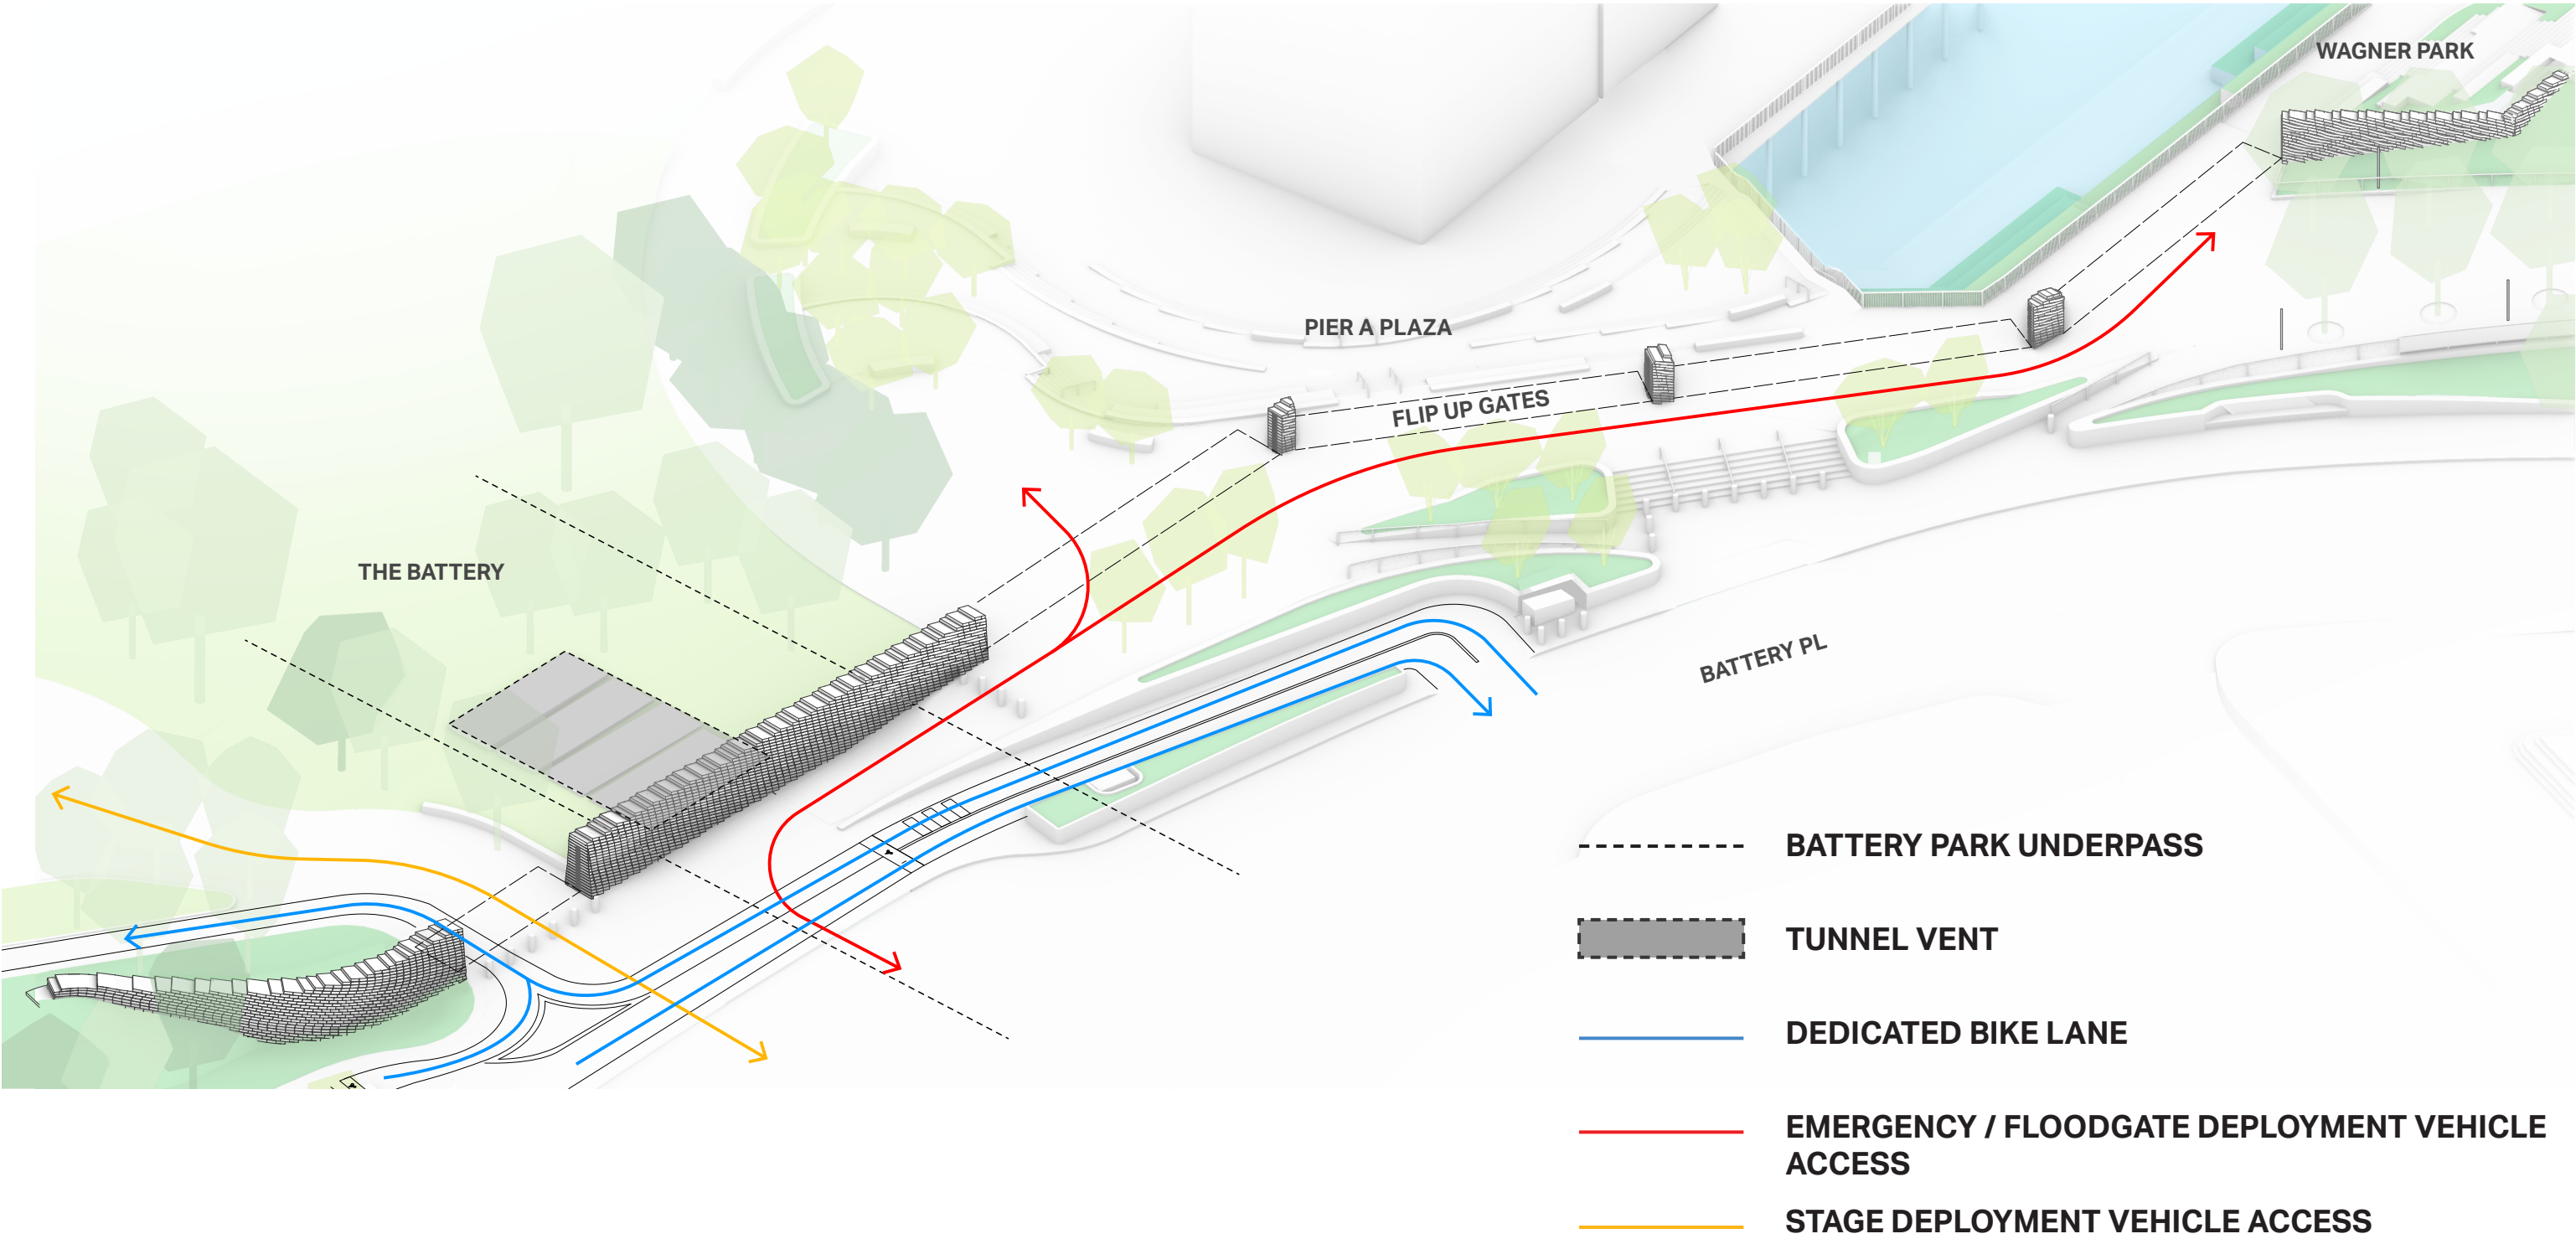 WAGNER PARK
PIER A PLAZA
FLIP UP GATES
THE BATTERY
BATTERY PL
BATTERY PARK UNDERPASS
TUNNEL VENT
DEDICATED BIKE LANE
EMERGENCY / FLOODGATE DEPLOYMENT VEHICLE
ACCESS
STAGE DEPLOYMENT VEHICLE ACCESS